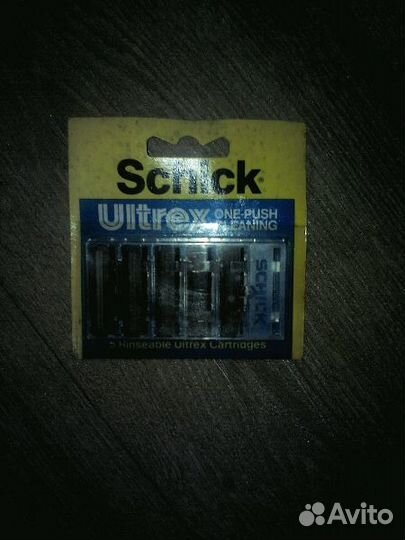 Schick
Ultrex ONE-PUSH
CLEANING
SCHICK
5 Rinseable Ultrex Cartridges
Avito